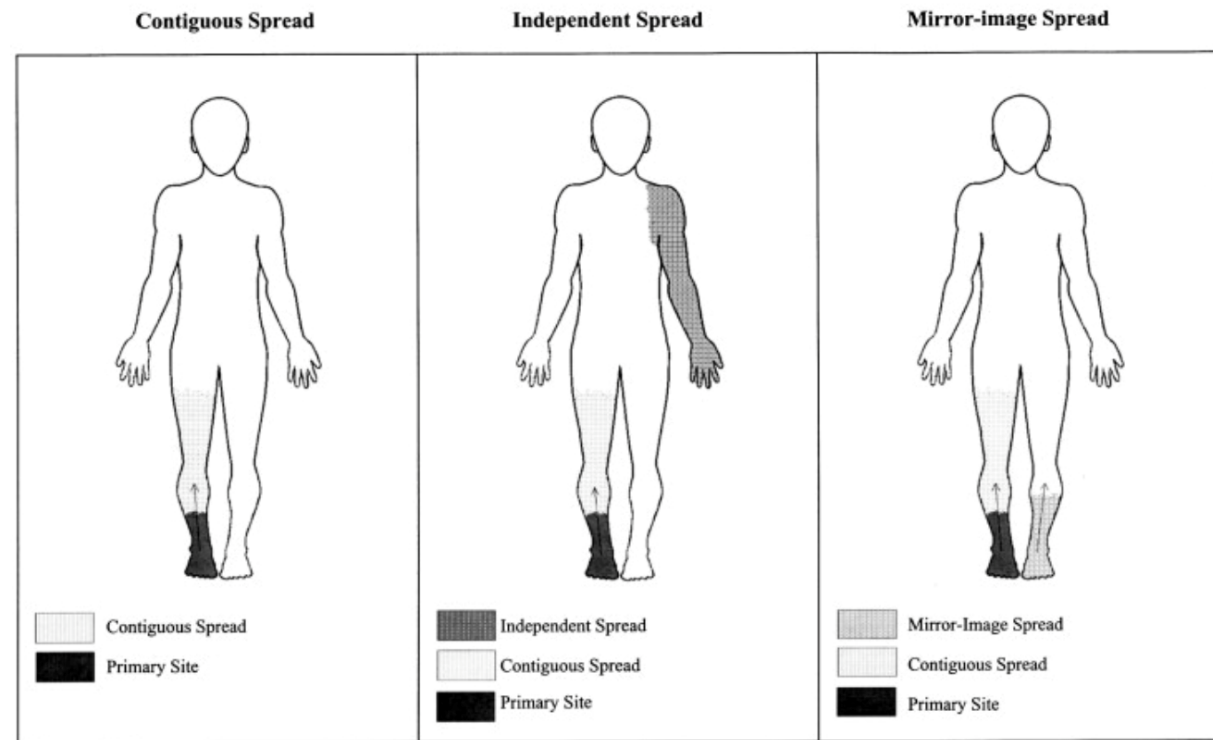 Contiguous Spread
Independent Spread
Mirror-image Spread
Contiguous Spread
Primary Site
Independent Spread
Contiguous Spread
Primary Site
Mirror-Image Spread
Contiguous Spread
Primary Site